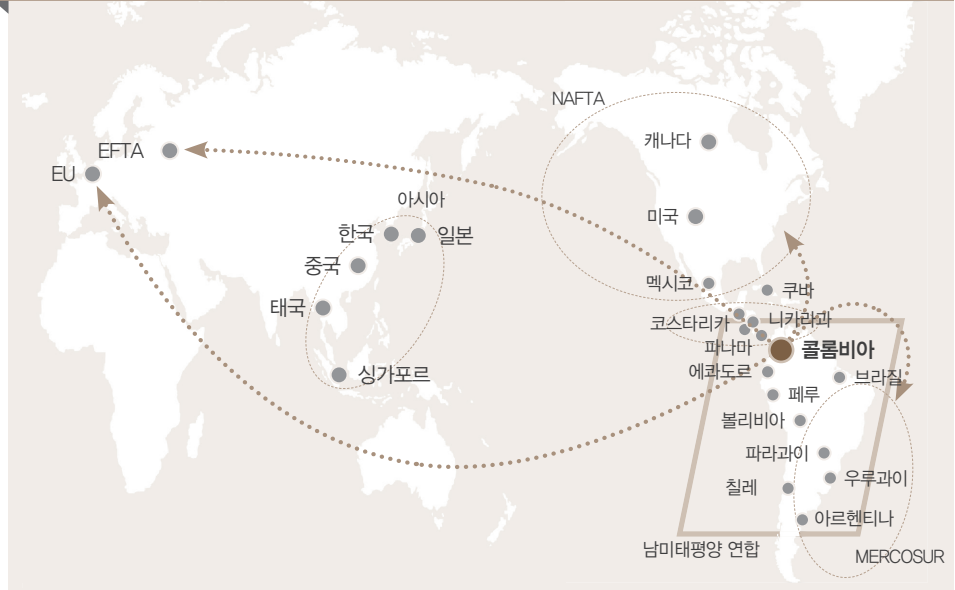 NAFTA
캐나다
EFTA
EU
아시아
미국
한국
일본
중국
멕시코
쿠바
태국
코스타리카
니카라과
파나마
콜롬비아
에콰도르
싱가포르
브라질
페루
볼리비아
파라과이
우루과이
칠레
아르헨티나
남미태평양 연합
MERCOSUR